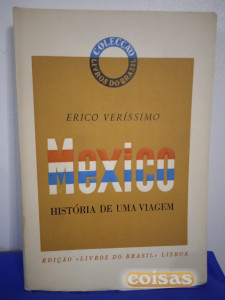 COLECÇÃO
LIVROS DO BRASIL
ERICO VERÍSSIMO
Mexico
HISTÓRIA DE UMA VIAGEM
EDIÇÃO «LIVROS DO BRASIL» LISBOA
coisas